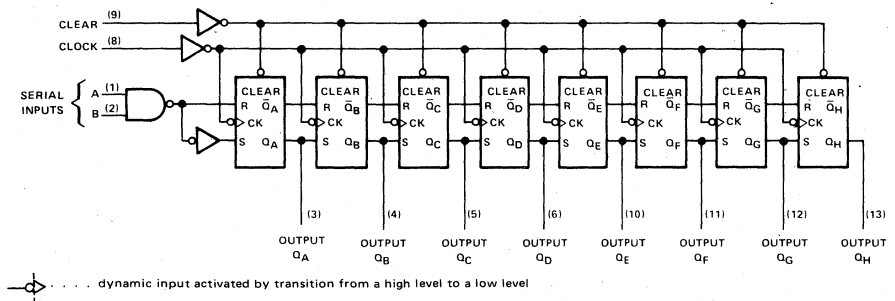 CLEAR (9)
CLOCK (8)
SERIAL INPUTS
A (1)
B (2)
CLEAR CLEAR CLEAR CLEAR CLEAR CLEAR CLEAR CLEAR
R Q̅A R Q̅B R Q̅C R Q̅D R Q̅E R Q̅F R Q̅G R Q̅H
CK CK CK CK CK CK CK CK
S QA S QB S QC S QD S QE S QF S QG S QH
(3) (4) (5) (6) (10) (11) (12) (13)
OUTPUT OUTPUT OUTPUT OUTPUT OUTPUT OUTPUT OUTPUT OUTPUT
QA QB QC QD QE QF QG QH
. . . . dynamic input activated by transition from a high level to a low level